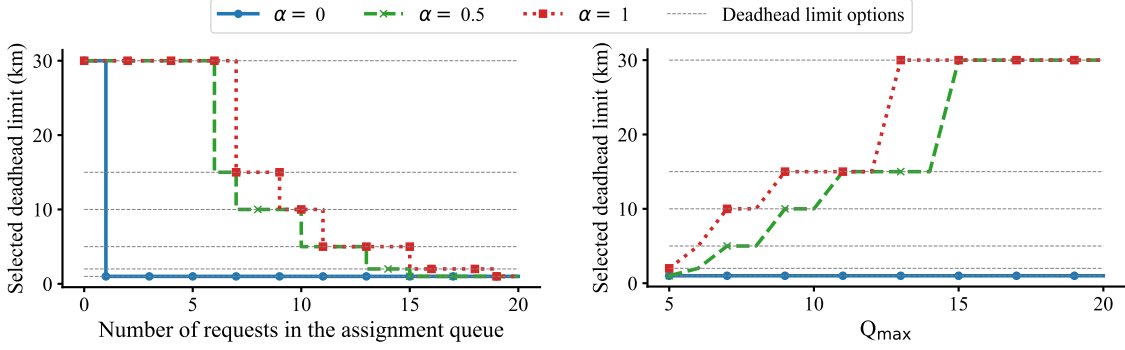 α = 0
α = 0.5
α = 1
Deadhead limit options
Selected deadhead limit (km)
30
20
10
0
0
5
10
15
20
Number of requests in the assignment queue
Selected deadhead limit (km)
30
20
10
0
5
10
15
20
Qmax